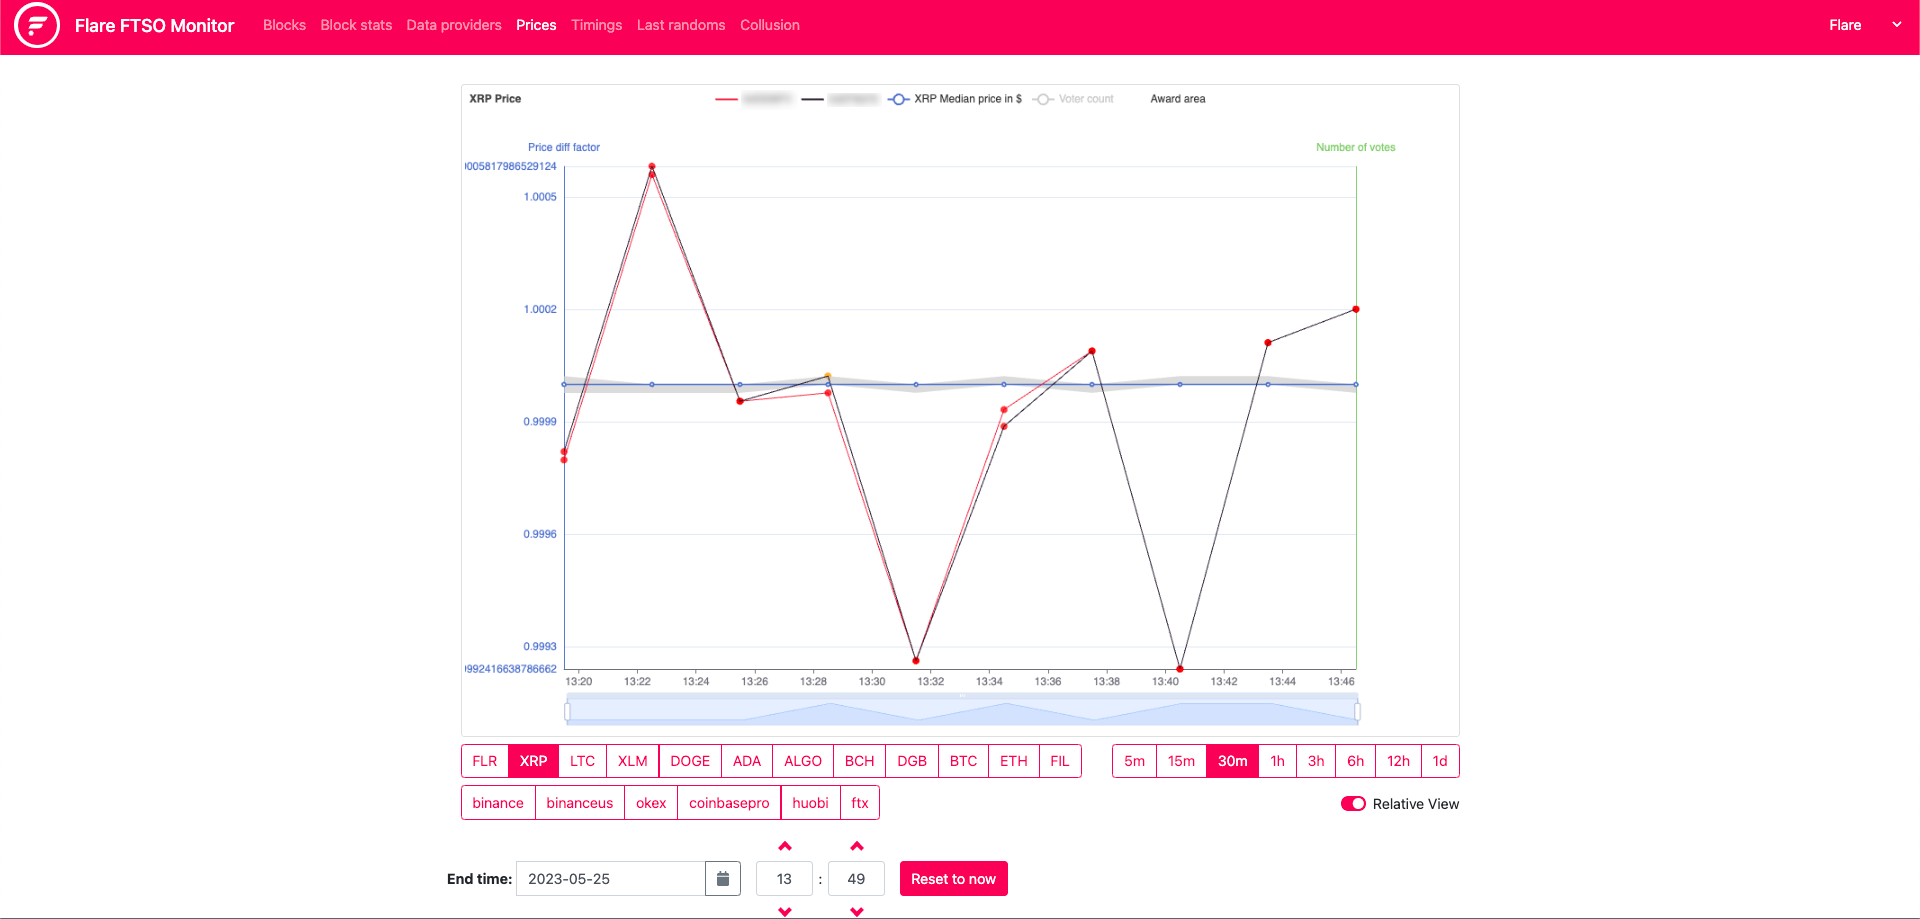 Flare FTSO Monitor Blocks Block stats Data providers Prices Timings Last randoms Collusion Flare
XRP Price XRP Median price in $ Voter count Award area
Price diff factor Number of votes
0005817986529124
1.0005
1.0002
0.9999
0.9996
0.9993
9992416638786662
13:20 13:22 13:24 13:26 13:28 13:30 13:32 13:34 13:36 13:38 13:40 13:42 13:44 13:46
FLR XRP LTC XLM DOGE ADA ALGO BCH DGB BTC ETH FIL 5m 15m 30m 1h 3h 6h 12h 1d
binance binanceus okex coinbasepro huobi ftx Relative View
End time: 2023-05-25 13 : 49 Reset to now